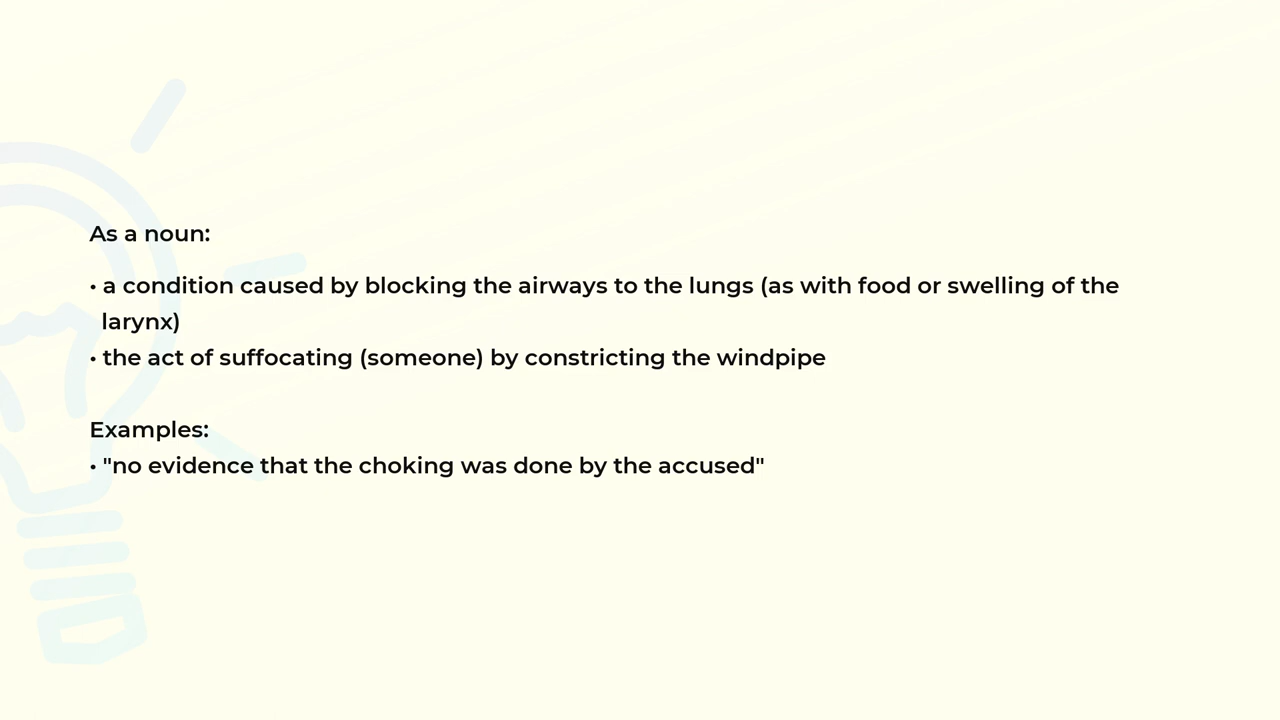 As a noun:
• a condition caused by blocking the airways to the lungs (as with food or swelling of the
larynx)
• the act of suffocating (someone) by constricting the windpipe
Examples:
• "no evidence that the choking was done by the accused"